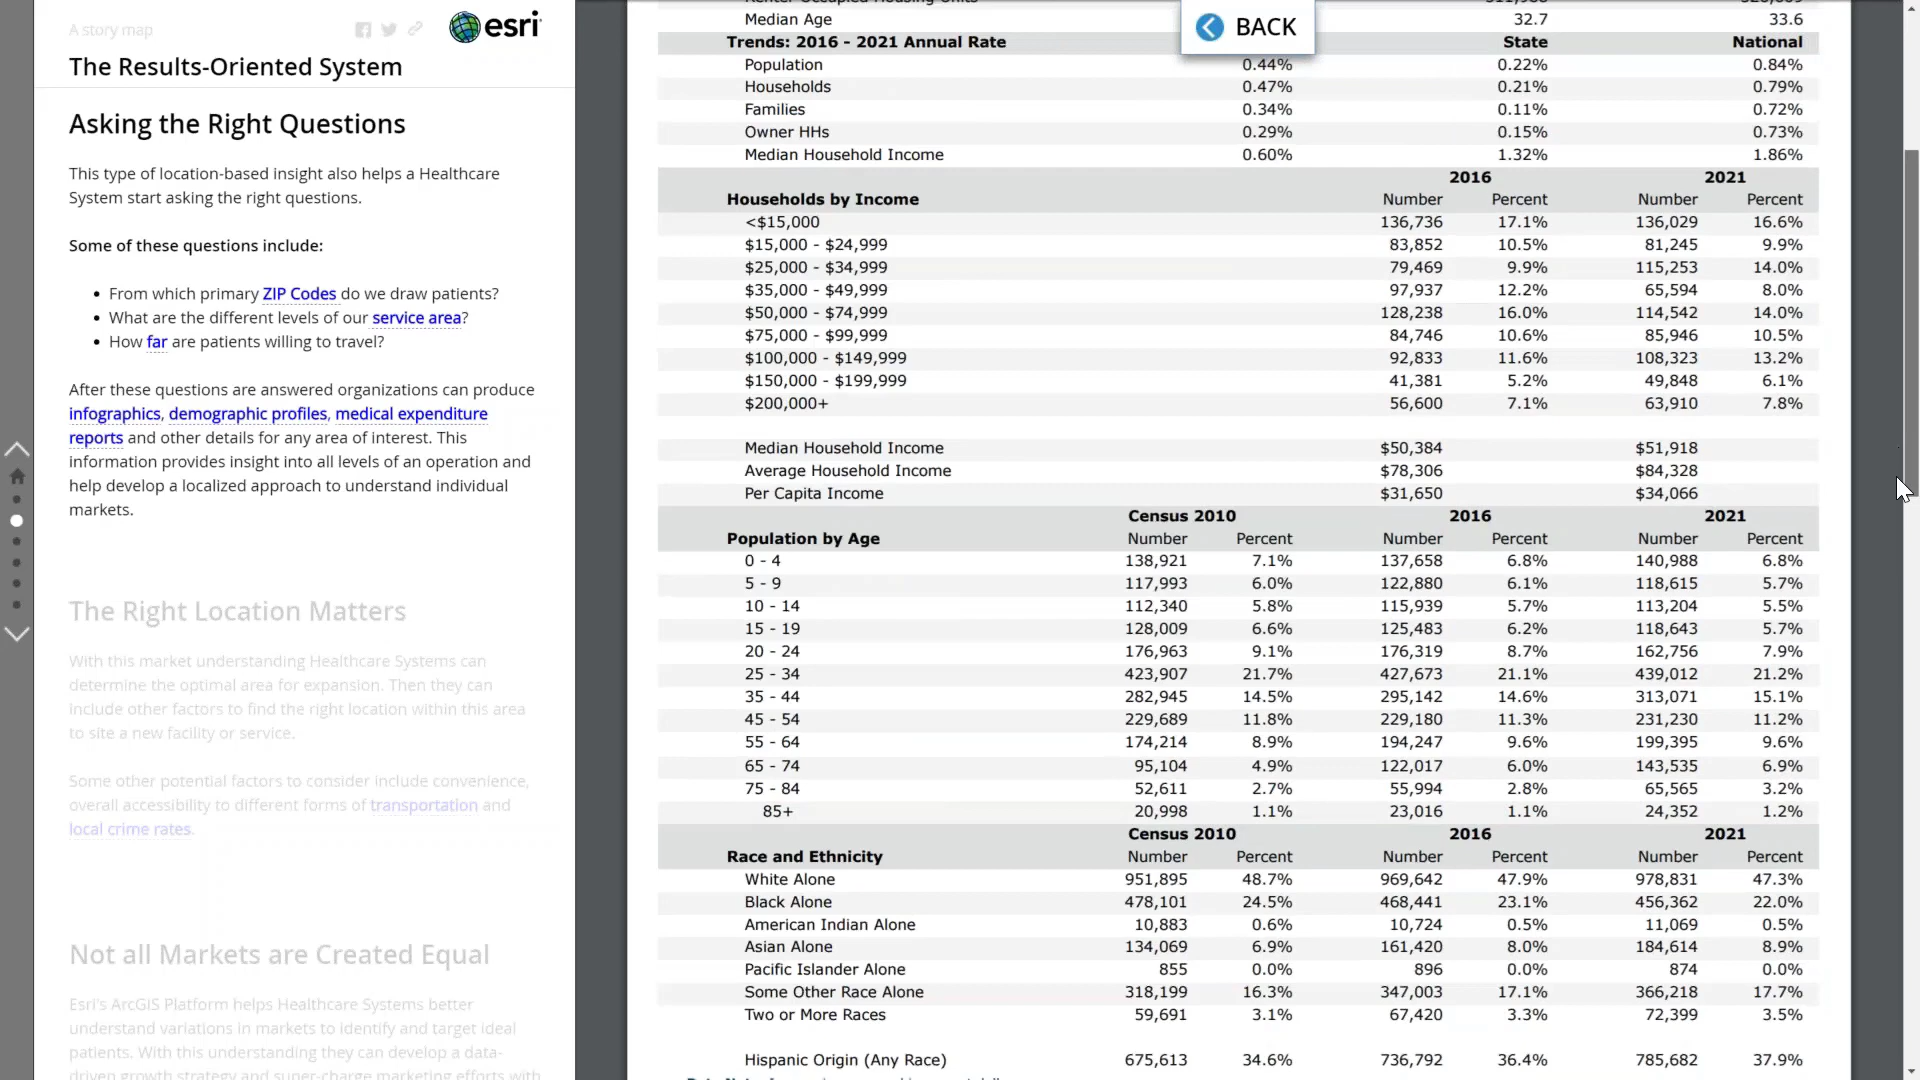 A story map
esri
The Results-Oriented System
Asking the Right Questions
This type of location-based insight also helps a Healthcare
System start asking the right questions.
Some of these questions include:
• From which primary ZIP Codes do we draw patients?
• What are the different levels of our service area?
• How far are patients willing to travel?
After these questions are answered organizations can produce
infographics, demographic profiles, medical expenditure
reports and other details for any area of interest. This
information provides insight into all levels of an operation and
help develop a localized approach to understand individual
markets.
The Right Location Matters
With this market understanding Healthcare Systems can
determine the optimal area for expansion. Then they can
include other factors to find the right location within this area
to site a new facility or service.
Some other potential factors to consider include convenience,
overall accessibility to different forms of transportation and
local crime rates.
Not all Markets are Created Equal
Esri's ArcGIS Platform helps Healthcare Systems better
understand variations in markets to identify and target ideal
patients. With this understanding they can develop a data-
driven growth strategy and super-charge marketing efforts with
BACK
Median Age 32.7 33.6
Trends: 2016 - 2021 Annual Rate State National
Population 0.44% 0.22% 0.84%
Households 0.47% 0.21% 0.79%
Families 0.34% 0.11% 0.72%
Owner HHs 0.29% 0.15% 0.73%
Median Household Income 0.60% 1.32% 1.86%
2016 2021
Households by Income Number Percent Number Percent
<$15,000 136,736 17.1% 136,029 16.6%
$15,000 - $24,999 83,852 10.5% 81,245 9.9%
$25,000 - $34,999 79,469 9.9% 115,253 14.0%
$35,000 - $49,999 97,937 12.2% 65,594 8.0%
$50,000 - $74,999 128,238 16.0% 114,542 14.0%
$75,000 - $99,999 84,746 10.6% 85,946 10.5%
$100,000 - $149,999 92,833 11.6% 108,323 13.2%
$150,000 - $199,999 41,381 5.2% 49,848 6.1%
$200,000+ 56,600 7.1% 63,910 7.8%
Median Household Income $50,384 $51,918
Average Household Income $78,306 $84,328
Per Capita Income $31,650 $34,066
Census 2010 2016 2021
Population by Age Number Percent Number Percent Number Percent
0 - 4 138,921 7.1% 137,658 6.8% 140,988 6.8%
5 - 9 117,993 6.0% 122,880 6.1% 118,615 5.7%
10 - 14 112,340 5.8% 115,939 5.7% 113,204 5.5%
15 - 19 128,009 6.6% 125,483 6.2% 118,643 5.7%
20 - 24 176,963 9.1% 176,319 8.7% 162,756 7.9%
25 - 34 423,907 21.7% 427,673 21.1% 439,012 21.2%
35 - 44 282,945 14.5% 295,142 14.6% 313,071 15.1%
45 - 54 229,689 11.8% 229,180 11.3% 231,230 11.2%
55 - 64 174,214 8.9% 194,247 9.6% 199,395 9.6%
65 - 74 95,104 4.9% 122,017 6.0% 143,535 6.9%
75 - 84 52,611 2.7% 55,994 2.8% 65,565 3.2%
85+ 20,998 1.1% 23,016 1.1% 24,352 1.2%
Census 2010 2016 2021
Race and Ethnicity Number Percent Number Percent Number Percent
White Alone 951,895 48.7% 969,642 47.9% 978,831 47.3%
Black Alone 478,101 24.5% 468,441 23.1% 456,362 22.0%
American Indian Alone 10,883 0.6% 10,724 0.5% 11,069 0.5%
Asian Alone 134,069 6.9% 161,420 8.0% 184,614 8.9%
Pacific Islander Alone 855 0.0% 896 0.0% 874 0.0%
Some Other Race Alone 318,199 16.3% 347,003 17.1% 366,218 17.7%
Two or More Races 59,691 3.1% 67,420 3.3% 72,399 3.5%
Hispanic Origin (Any Race) 675,613 34.6% 736,792 36.4% 785,682 37.9%